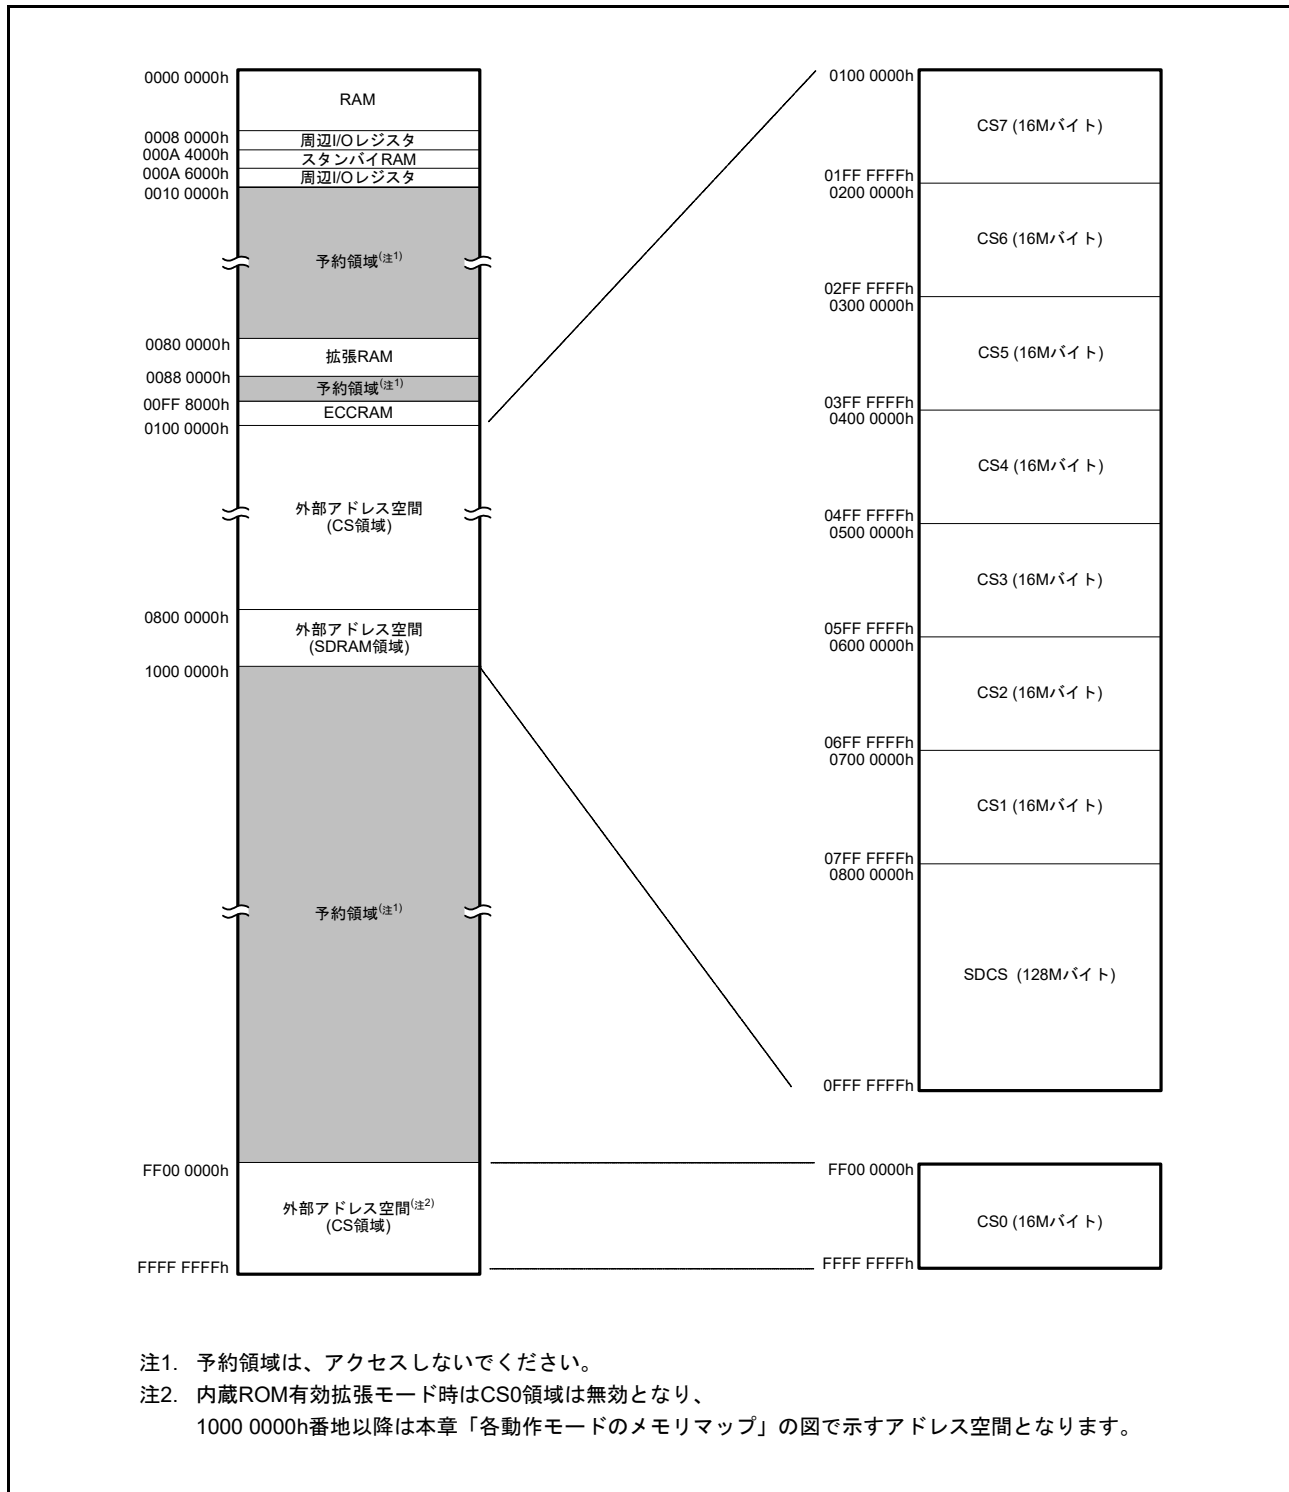 0000 0000h
RAM
0008 0000h
周辺I/Oレジスタ
000A 4000h
スタンバイRAM
000A 6000h
周辺I/Oレジスタ
0010 0000h
予約領域(注1)
0080 0000h
拡張RAM
0088 0000h
予約領域(注1)
00FF 8000h
ECCRAM
0100 0000h
外部アドレス空間
(CS領域)
0800 0000h
外部アドレス空間
(SDRAM領域)
1000 0000h
予約領域(注1)
FF00 0000h
外部アドレス空間(注2)
(CS領域)
FFFF FFFFh
0100 0000h
CS7 (16Mバイト)
01FF FFFFh
0200 0000h
CS6 (16Mバイト)
02FF FFFFh
0300 0000h
CS5 (16Mバイト)
03FF FFFFh
0400 0000h
CS4 (16Mバイト)
04FF FFFFh
0500 0000h
CS3 (16Mバイト)
05FF FFFFh
0600 0000h
CS2 (16Mバイト)
06FF FFFFh
0700 0000h
CS1 (16Mバイト)
07FF FFFFh
0800 0000h
SDCS (128Mバイト)
0FFF FFFFh
FF00 0000h
CS0 (16Mバイト)
FFFF FFFFh
注1. 予約領域は、アクセスしないでください。
注2. 内蔵ROM有効拡張モード時はCS0領域は無効となり、
1000 0000h番地以降は本章「各動作モードのメモリマップ」の図で示すアドレス空間となります。